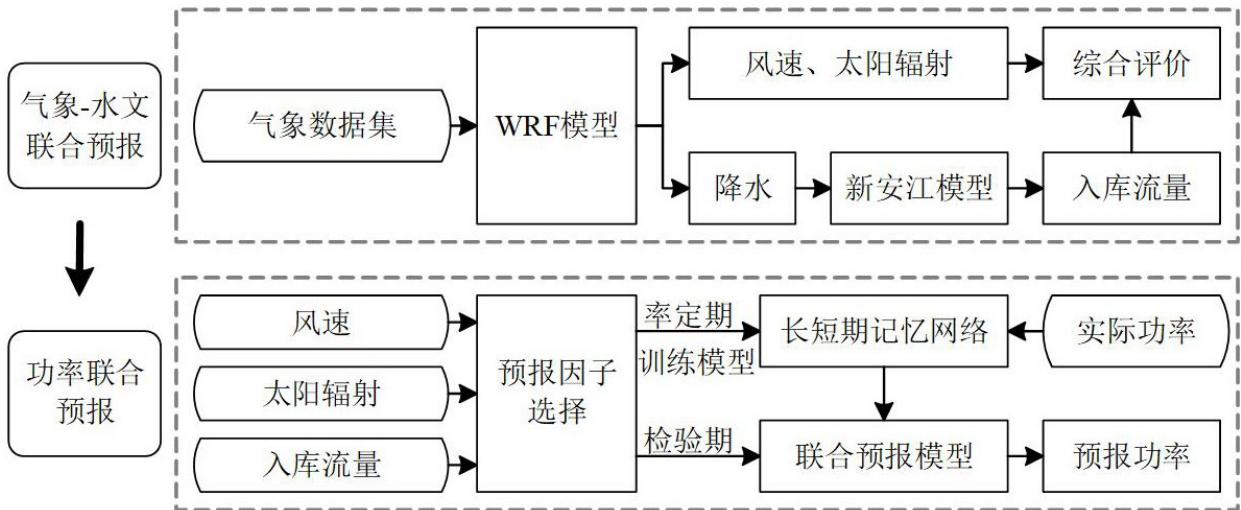 气象-水文
联合预报
气象数据集
WRF模型
风速、太阳辐射
综合评价
降水
新安江模型
入库流量
功率联合
预报
风速
太阳辐射
入库流量
预报因子
选择
率定期
训练模型
检验期
长短期记忆网络
实际功率
联合预报模型
预报功率